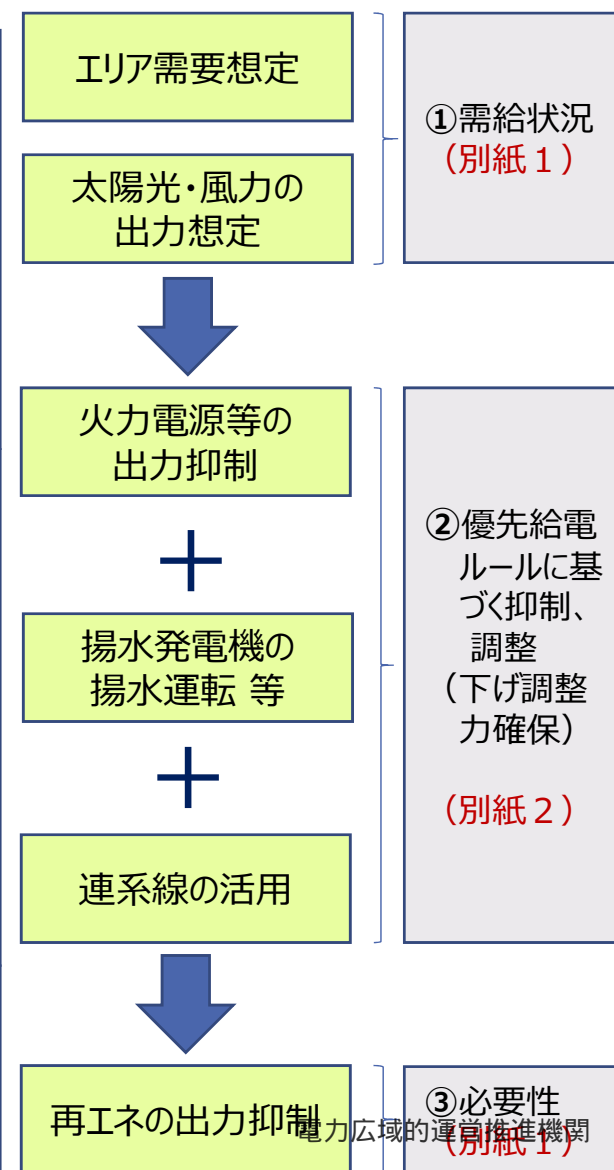 エリア需要想定
太陽光・風力の
出力想定
①需給状況
（別紙１）
火力電源等の
出力抑制
＋
揚水発電機の
揚水運転 等
＋
連系線の活用
②優先給電
ルールに基
づく抑制、
調整
（下げ調整
力確保）
（別紙２）
再エネの出力抑制
③必要性
（別紙１）
電力広域的運営推進機関